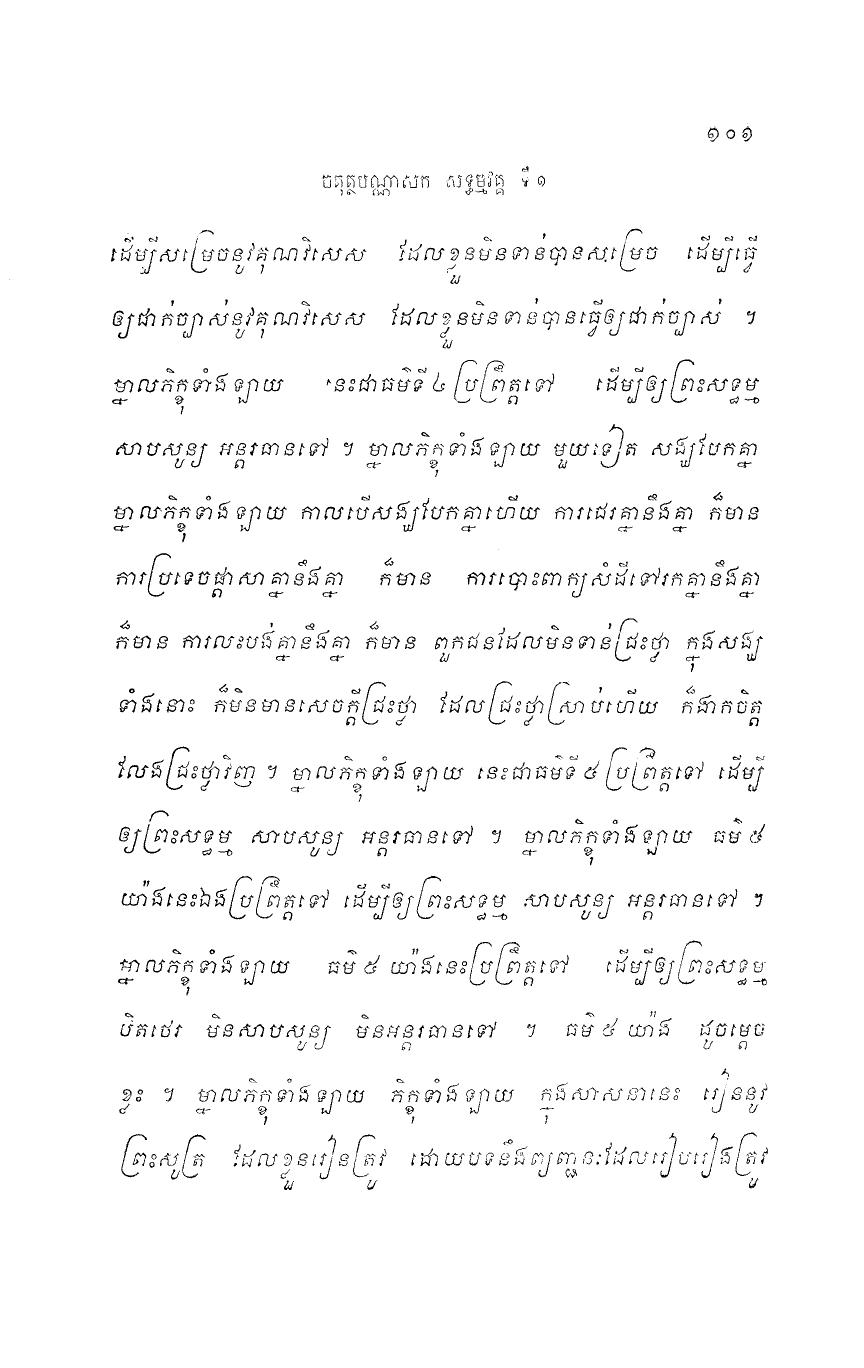 ១០១
ចតុត្ថបណ្ណាសក សទ្ធម្មវគ្គ ទី ១
ដើម្បីសម្រេចនូវគុណវិសេស ដែលខ្លួនមិនទាន់បានសម្រេច ដើម្បីធ្វើ
ឲ្យជាក់ច្បាស់នូវគុណវិសេស ដែលខ្លួនមិនទាន់បានធ្វើឲ្យជាក់ច្បាស់ ។
ម្នាលភិក្ខុទាំងឡាយ នេះជាធម៌ទី ៤ ប្រព្រឹត្តទៅ ដើម្បីឲ្យព្រះសទ្ធម្ម
សាបសូន្យ អន្តរធានទៅ ។ ម្នាលភិក្ខុទាំងឡាយ មួយទៀត សង្ឃបែកគ្នា
ម្នាលភិក្ខុទាំងឡាយ កាលបើសង្ឃបែកគ្នាហើយ ការជេរគ្នានឹងគ្នា ក៏មាន
ការប្រទេចផ្តាសាគ្នានឹងគ្នា ក៏មាន ការបោះពាក្យសំដីទៅរកគ្នានឹងគ្នា
ក៏មាន ការលះបង់គ្នានឹងគ្នា ក៏មាន ពួកជនដែលមិនទាន់ជ្រះថ្លា ក្នុងសង្ឃ
ទាំងនោះ ក៏មិនមានសេចក្តីជ្រះថ្លា ដែលជ្រះថ្លាស្រាប់ហើយ ក៏ងាកចិត្ត
លែងជ្រះថ្លាវិញ ។ ម្នាលភិក្ខុទាំងឡាយ នេះជាធម៌ទី ៥ ប្រព្រឹត្តទៅ ដើម្បី
ឲ្យព្រះសទ្ធម្ម សាបសូន្យ អន្តរធានទៅ ។ ម្នាលភិក្ខុទាំងឡាយ ធម៌ ៥
យ៉ាងនេះឯងប្រព្រឹត្តទៅ ដើម្បីឲ្យព្រះសទ្ធម្ម សាបសូន្យ អន្តរធានទៅ ។
ម្នាលភិក្ខុទាំងឡាយ ធម៌ ៥ យ៉ាងនេះប្រព្រឹត្តទៅ ដើម្បីឲ្យព្រះសទ្ធម្ម
ឋិតថេរ មិនសាបសូន្យ មិនអន្តរធានទៅ ។ ធម៌ ៥ យ៉ាង ដូចម្តេច
ខ្លះ ។ ម្នាលភិក្ខុទាំងឡាយ ភិក្ខុទាំងឡាយ ក្នុងសាសនានេះ រៀននូវ
ព្រះសូត្រ ដែលខ្លួនរៀនត្រូវ ដោយបទនឹងព្យញ្ជនៈដែលរៀបរៀងត្រូវ